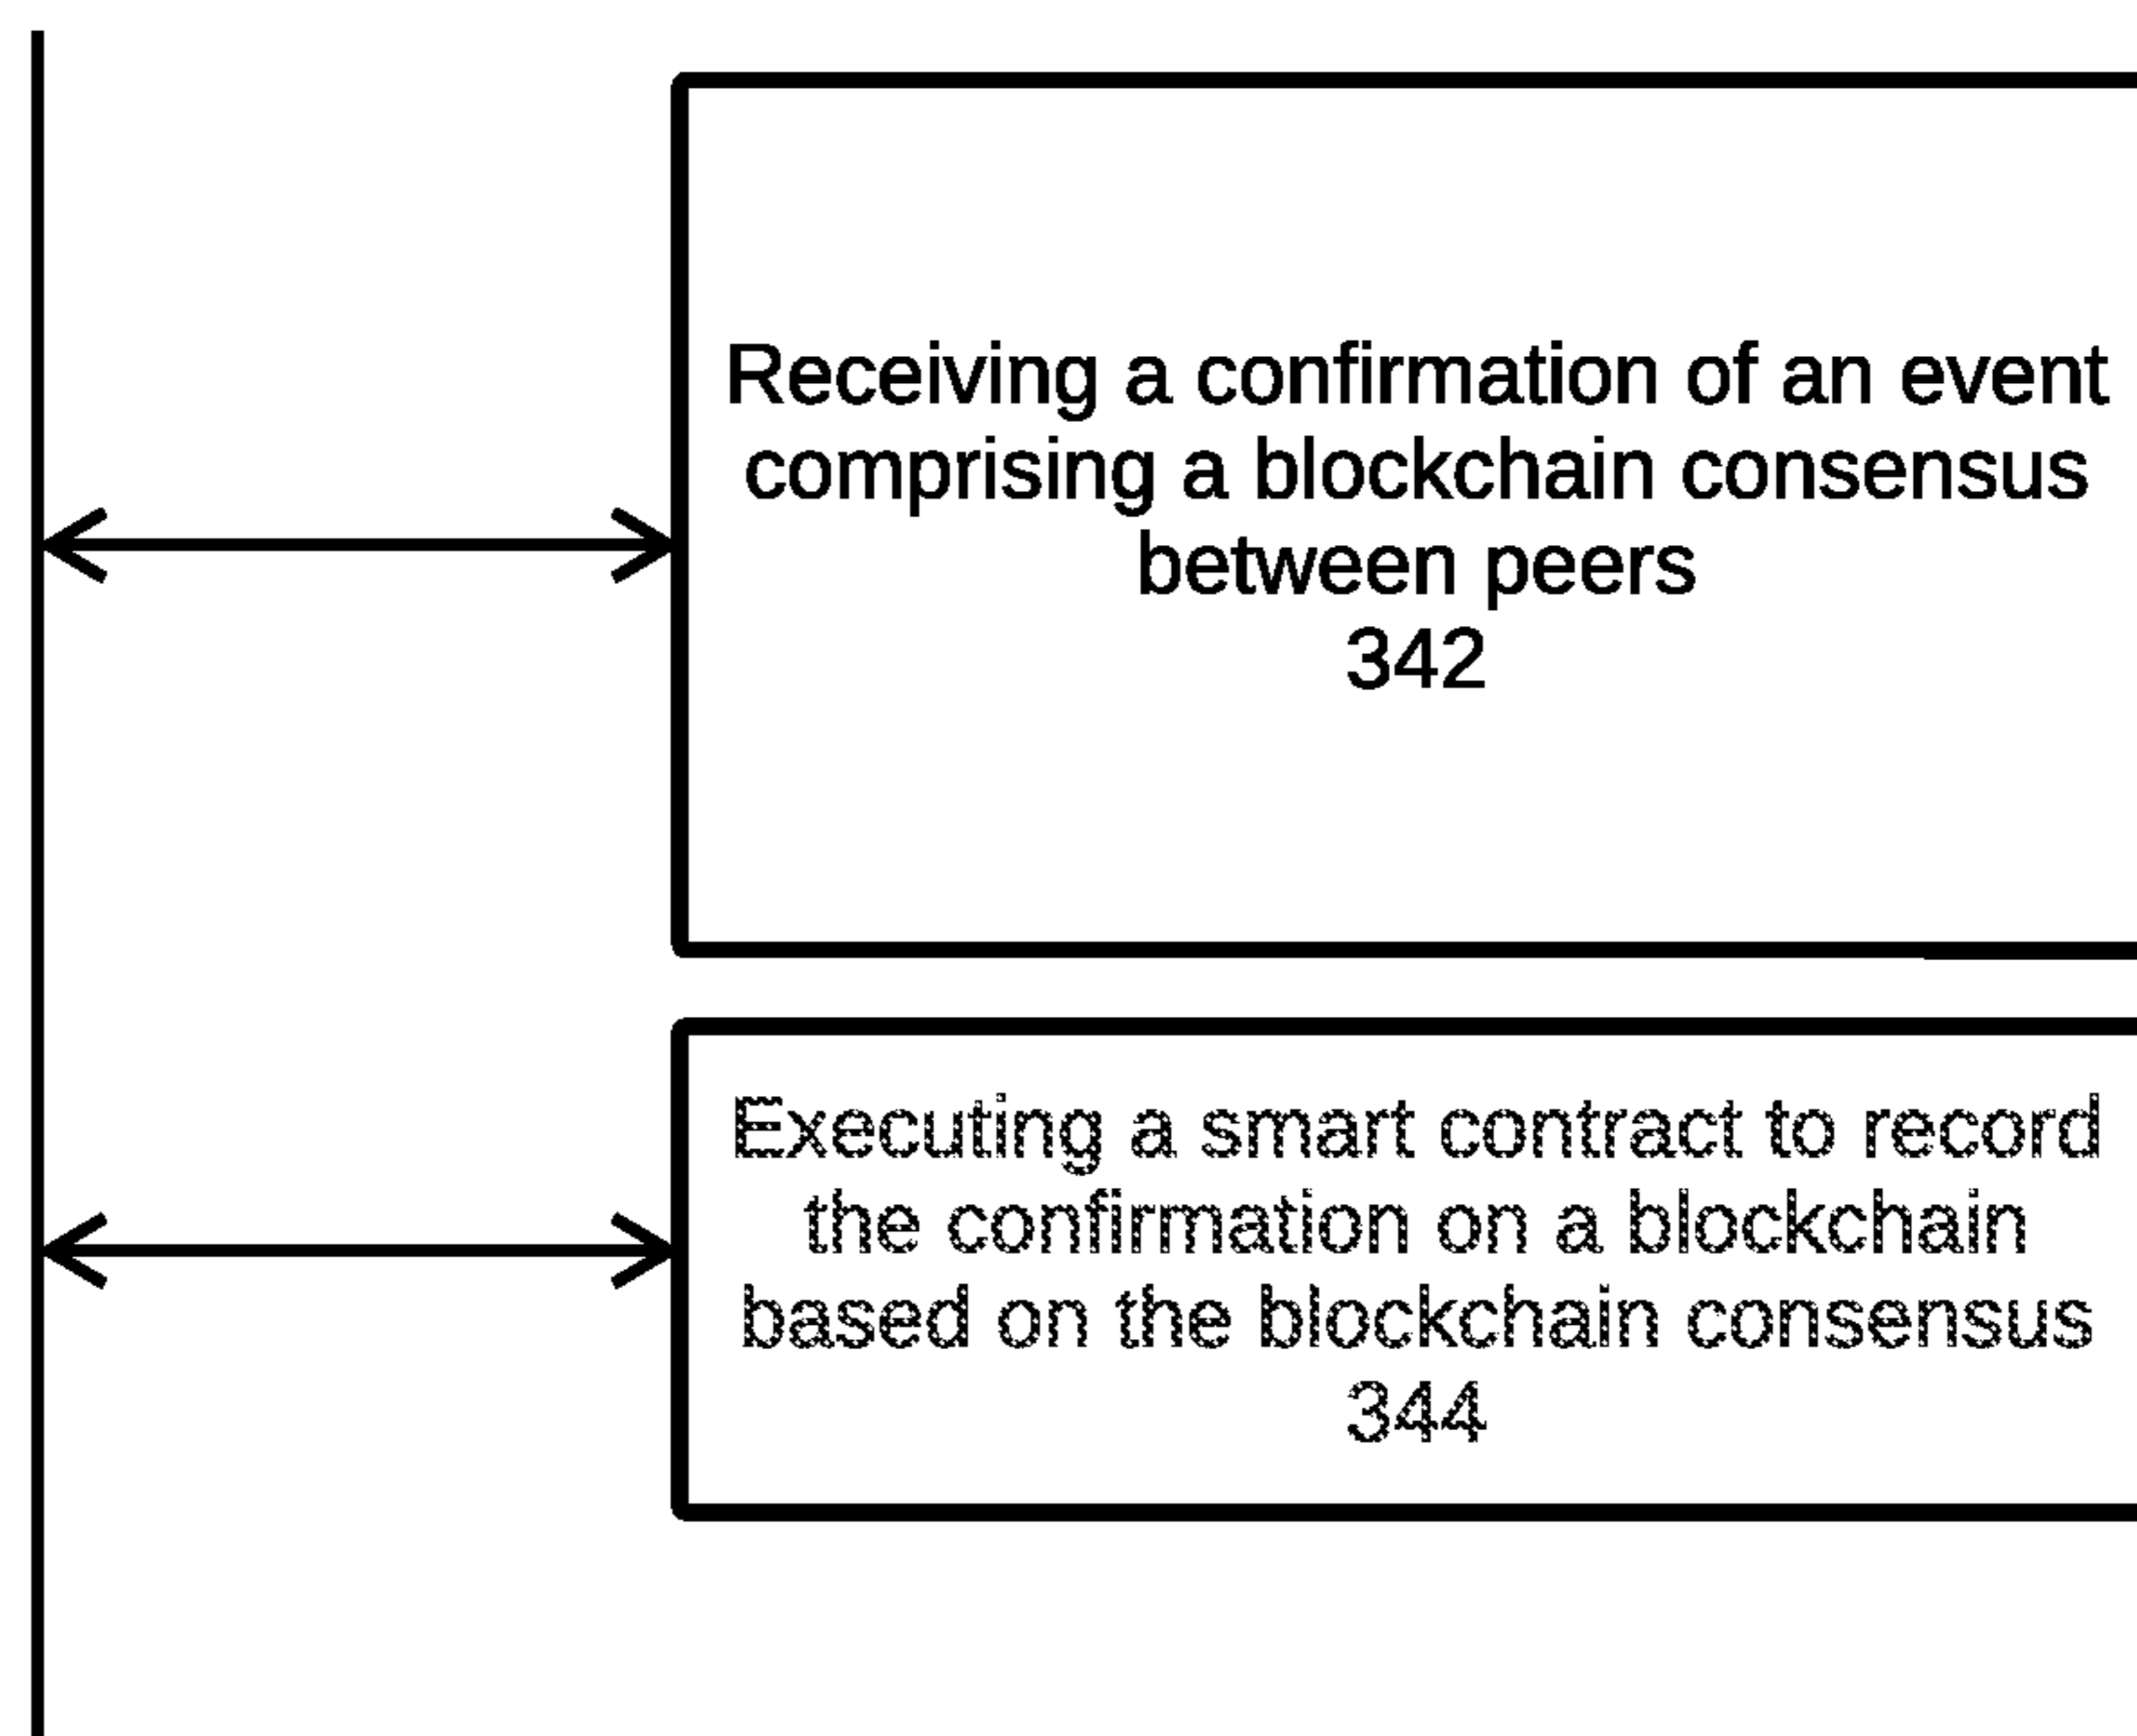 Receiving a confirmation of an event
comprising a blockchain consensus
between peers
342
Executing a smart contract to record
the confirmation on a blockchain
based on the blockchain consensus
344